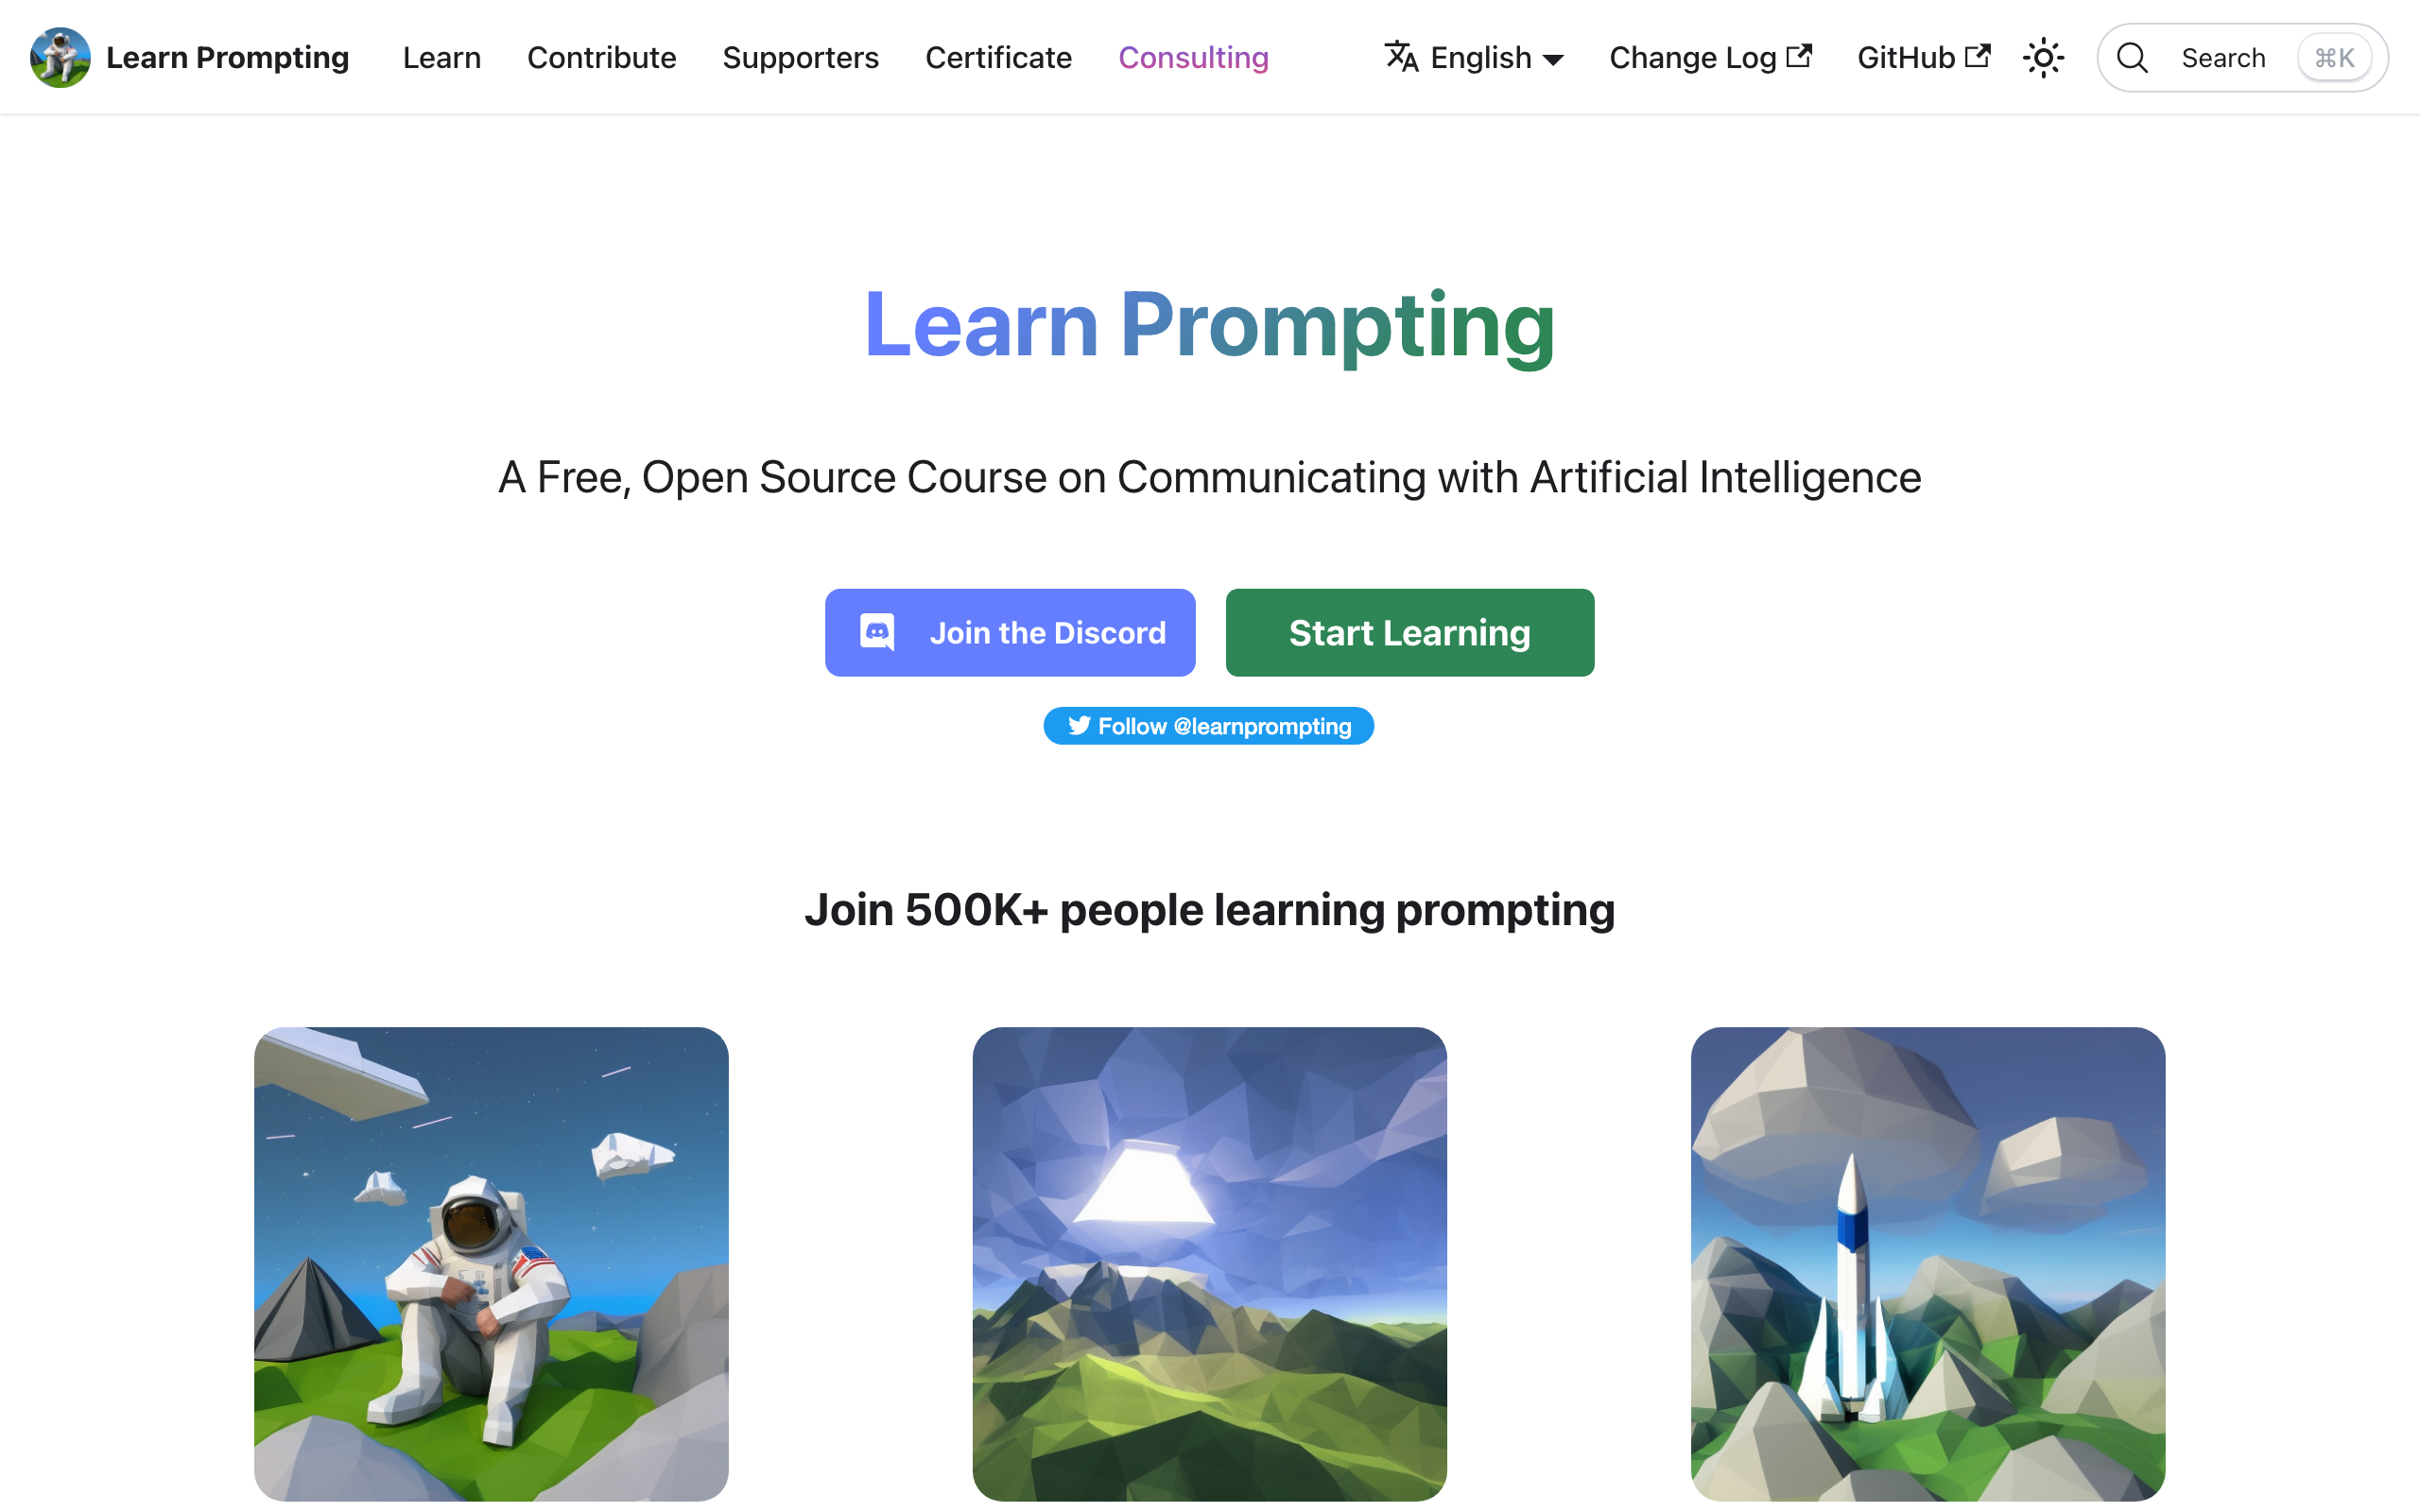 Learn Prompting Learn Contribute Supporters Certificate Consulting English Change Log GitHub Search ⌘K
Learn Prompting
A Free, Open Source Course on Communicating with Artificial Intelligence
Join the Discord Start Learning
Follow @learnprompting
Join 500K+ people learning prompting